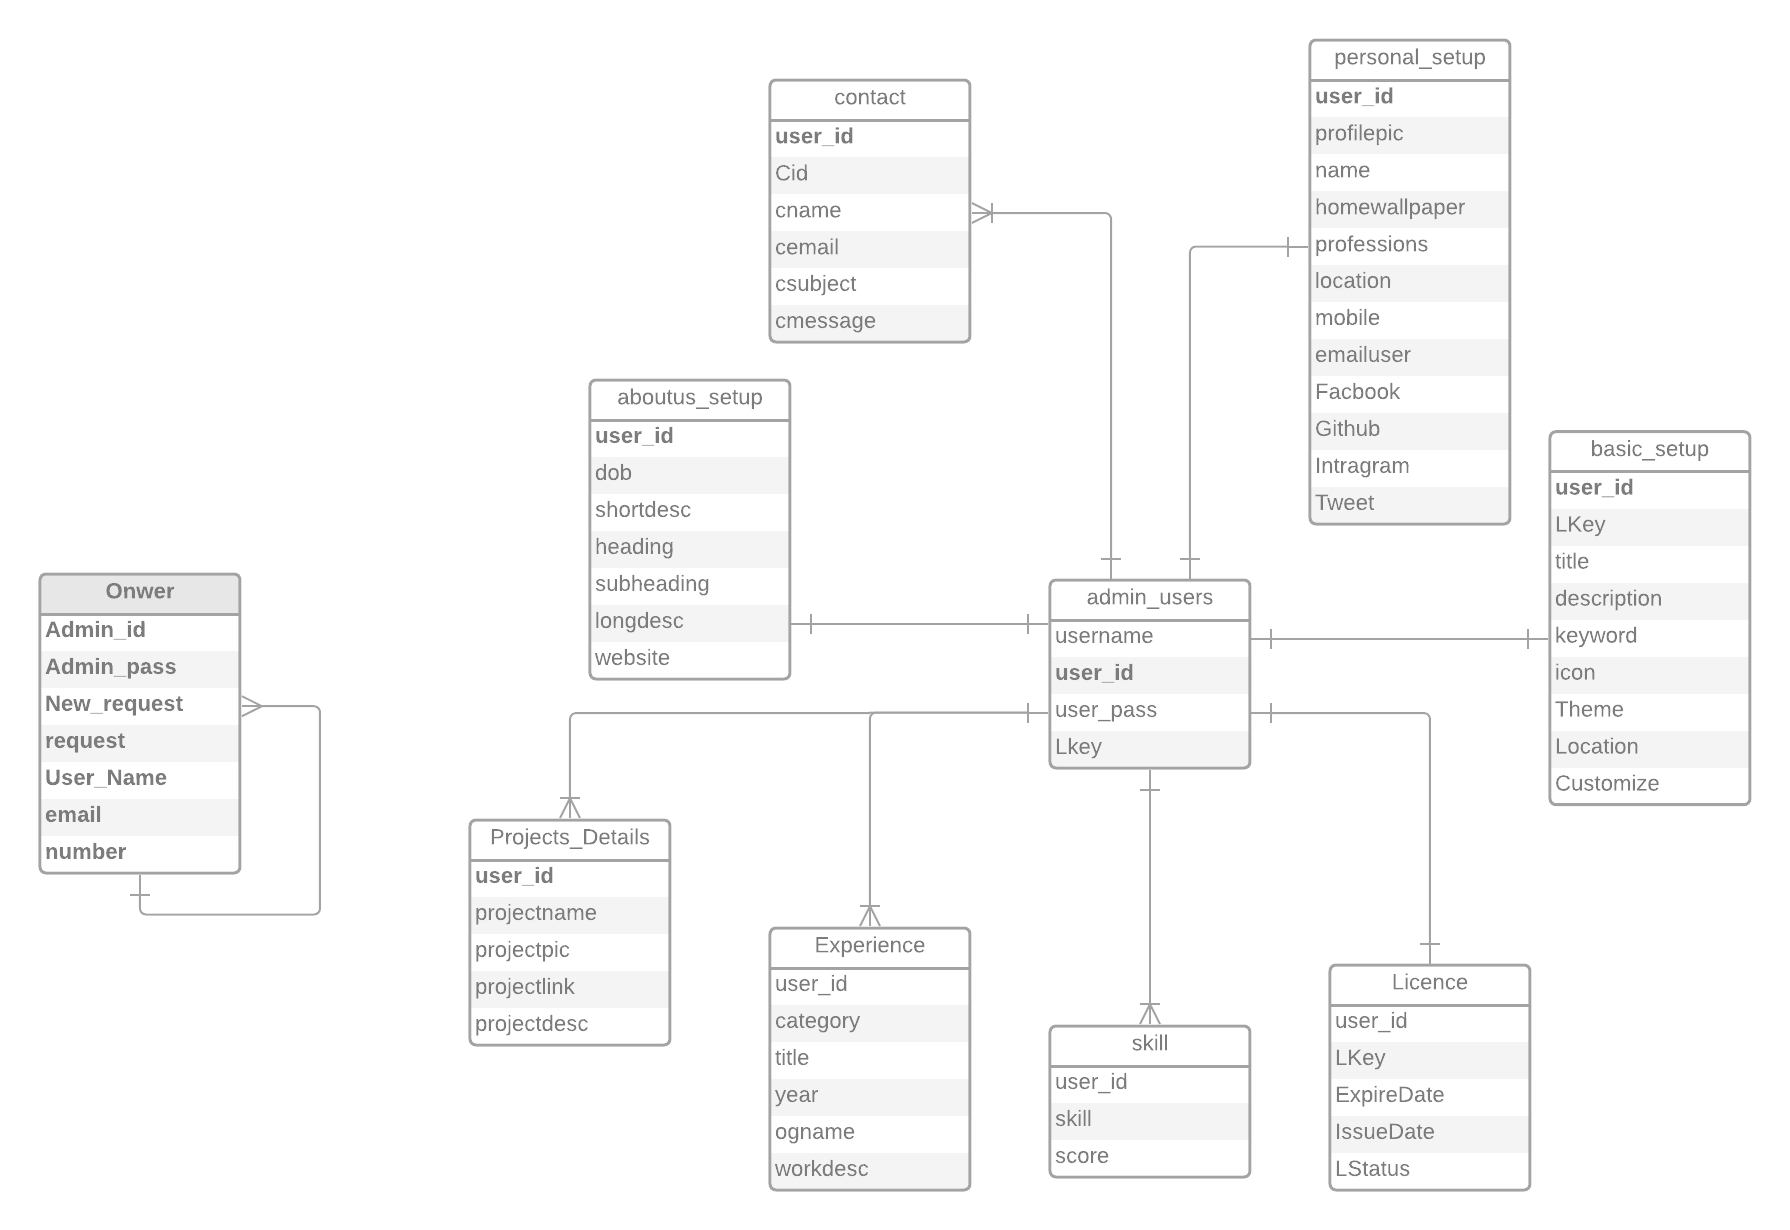 contact
user_id
Cid
cname
cemail
csubject
cmessage
personal_setup
user_id
profilepic
name
homewallpaper
professions
location
mobile
emailuser
Facbook
Github
Intragram
Tweet
aboutus_setup
user_id
dob
shortdesc
heading
subheading
longdesc
website
basic_setup
user_id
LKey
title
description
keyword
icon
Theme
Location
Customize
Onwer
Admin_id
Admin_pass
New_request
request
User_Name
email
number
admin_users
username
user_id
user_pass
Lkey
Projects_Details
user_id
projectname
projectpic
projectlink
projectdesc
Experience
user_id
category
title
year
ogname
workdesc
skill
user_id
skill
score
Licence
user_id
LKey
ExpireDate
IssueDate
LStatus